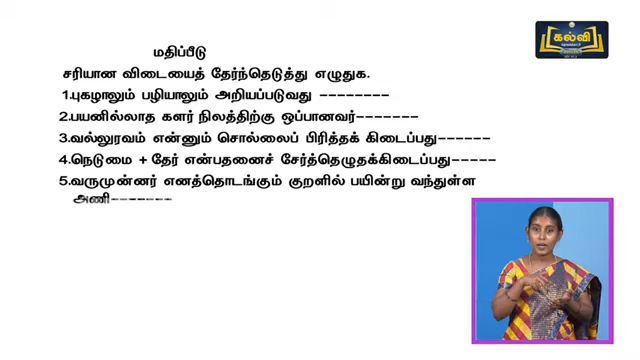 கல்வி
மதிப்பீடு
சரியான விடையைத் தேர்ந்தெடுத்து எழுதுக.
1.புகழாலும் பழியாலும் அறியப்படுவது --------
2.பயனில்லாத களர் நிலத்திற்கு ஒப்பானவர்-------
3.வல்லுரவம் என்னும் சொல்லைப் பிரித்தக் கிடைப்பது------
4.நெடுமை + தேர் என்பதனைச் சேர்த்தெழுதக்கிடைப்பது-----
5.வருமுன்னர் எனத்தொடங்கும் குறளில் பயின்று வந்துள்ள
அணி-------